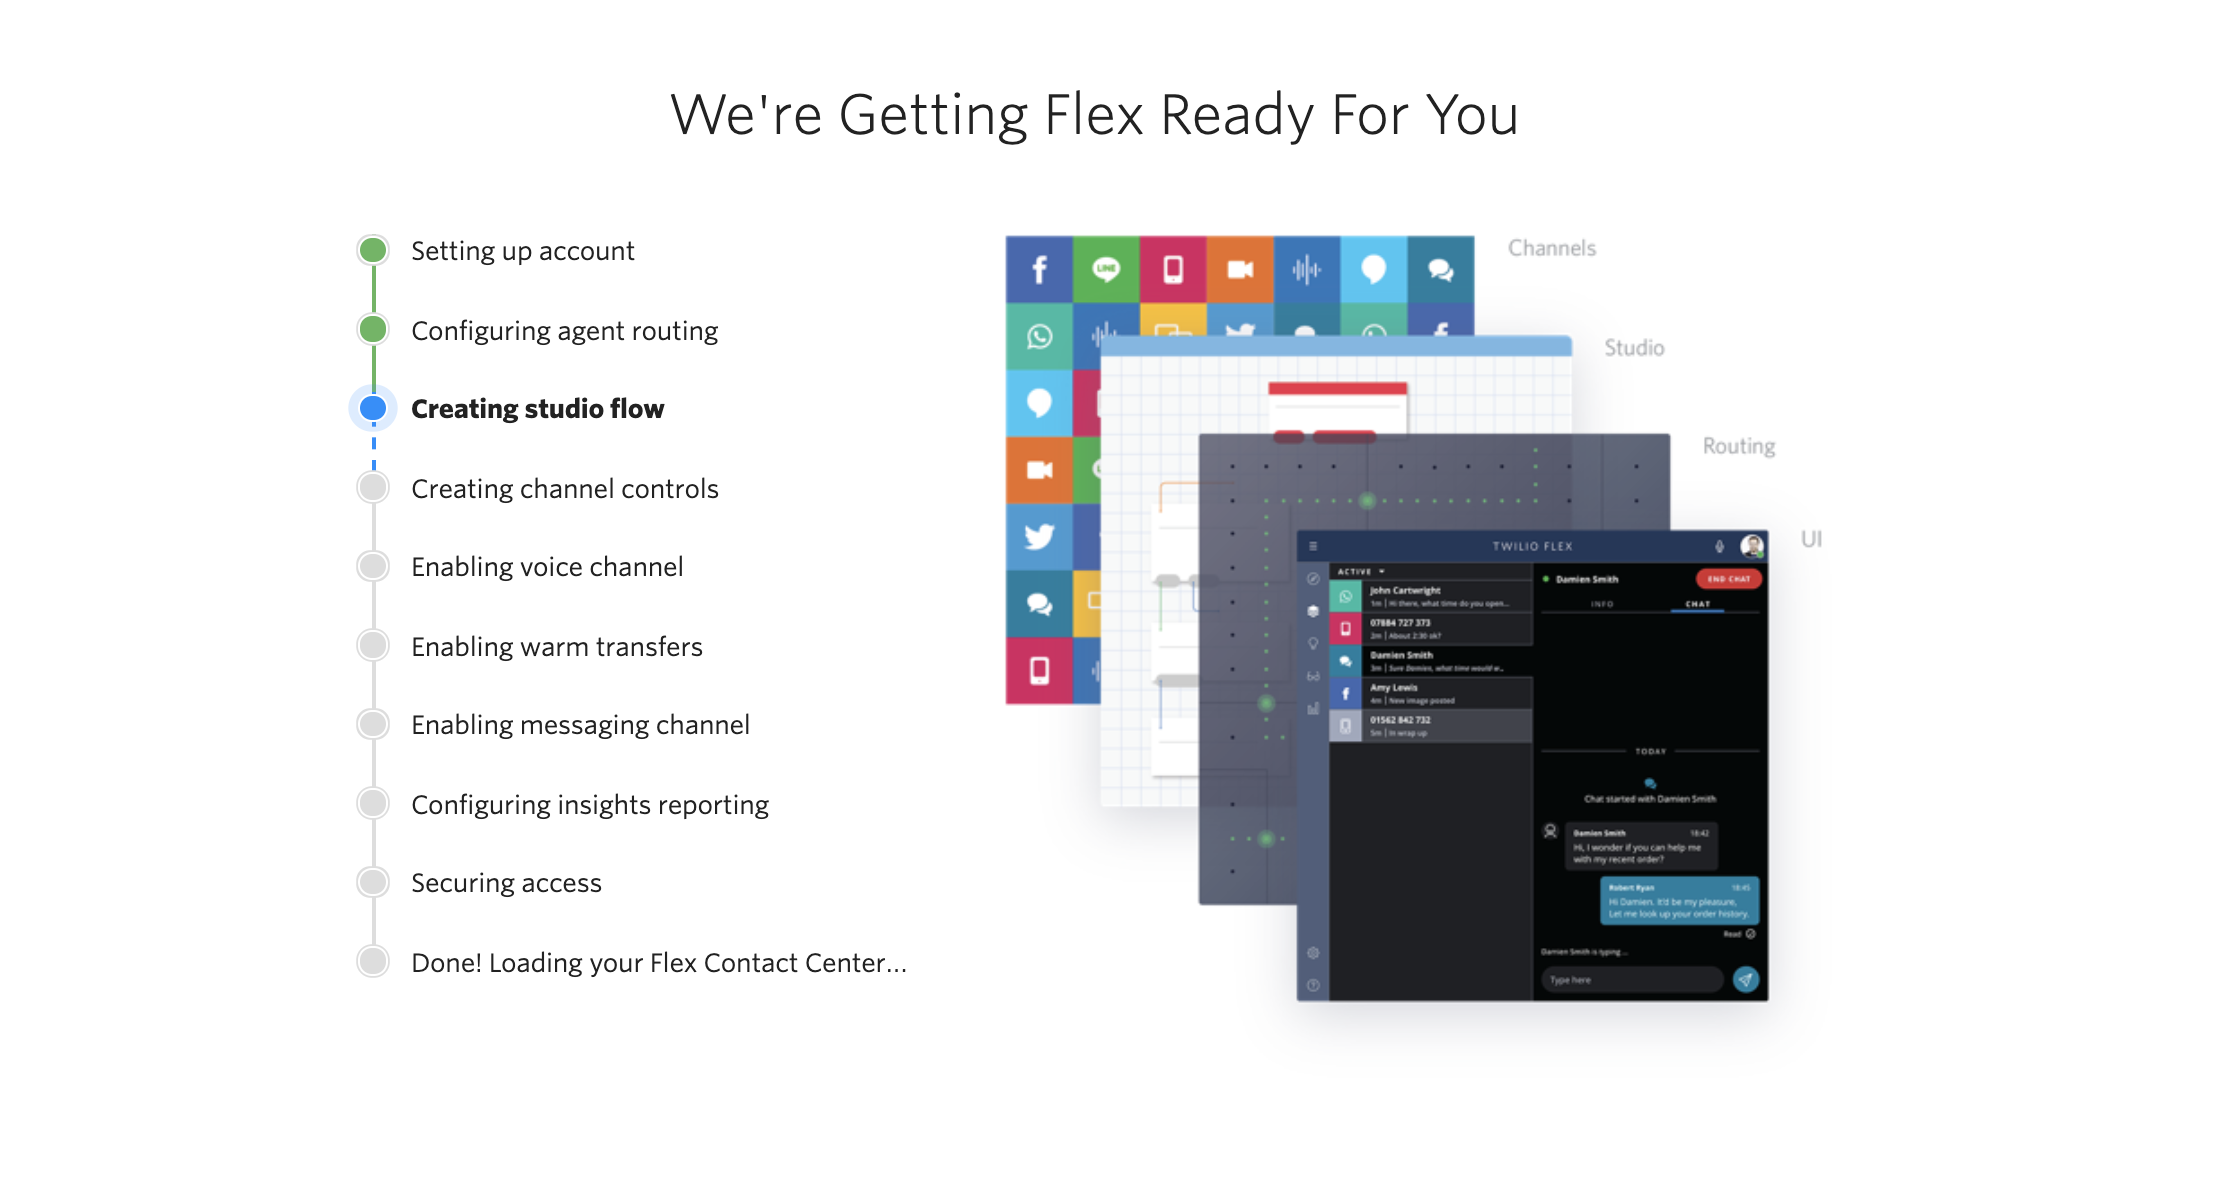 We're Getting Flex Ready For You
Setting up account
Configuring agent routing
Creating studio flow
Creating channel controls
Enabling voice channel
Enabling warm transfers
Enabling messaging channel
Configuring insights reporting
Securing access
Done! Loading your Flex Contact Center...
Channels
LINE
Studio
Routing
UI
TWILIO FLEX
ACTIVE
John Cartwright
1m | Hi there, what time do you open...
07884 727 373
2m | About 2:30 ok?
Damien Smith
3m | Sure Damien, what time would w..
Amy Lewis
4m | New image posted
01562 842 732
5m | In wrap up
Damien Smith
END CHAT
INFO
CHAT
TODAY
Chat started with Damien Smith
Damien Smith 18:42
Hi, I wonder if you can help me
with my recent order?
Robert Ryan 18:45
Hi Damien. It'd be my pleasure,
Let me look up your order history.
Read
Damien Smith is typing ...
Type here